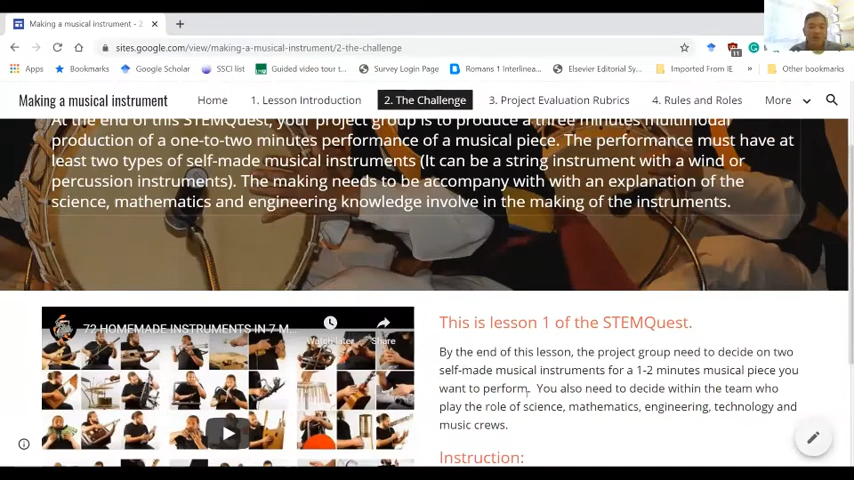 Making a musical instrument - 2
sites.google.com/view/making-a-musical-instrument/2-the-challenge
11
Apps Bookmarks Google Scholar SSCI list Guided video tour t... Survey Login Page Romans 1 Interlinea... Elsevier Editorial Sy... Imported From IE » Other bookmarks
Making a musical instrument Home 1. Lesson Introduction 2. The Challenge 3. Project Evaluation Rubrics 4. Rules and Roles More
At the end of this STEMQuest, your project group is to produce a three minutes multimodal
production of a one-to-two minutes performance of a musical piece. The performance must have at
least two types of self-made musical instruments (It can be a string instrument with a wind or
percussion instruments). The making needs to be accompany with with an explanation of the
science, mathematics and engineering knowledge involve in the making of the instruments.
72 HOMEMADE INSTRUMENTS IN 7 M...
Watch later Share
This is lesson 1 of the STEMQuest.
By the end of this lesson, the project group need to decide on two
self-made musical instruments for a 1-2 minutes musical piece you
want to perform. You also need to decide within the team who
play the role of science, mathematics, engineering, technology and
music crews.
Instruction: